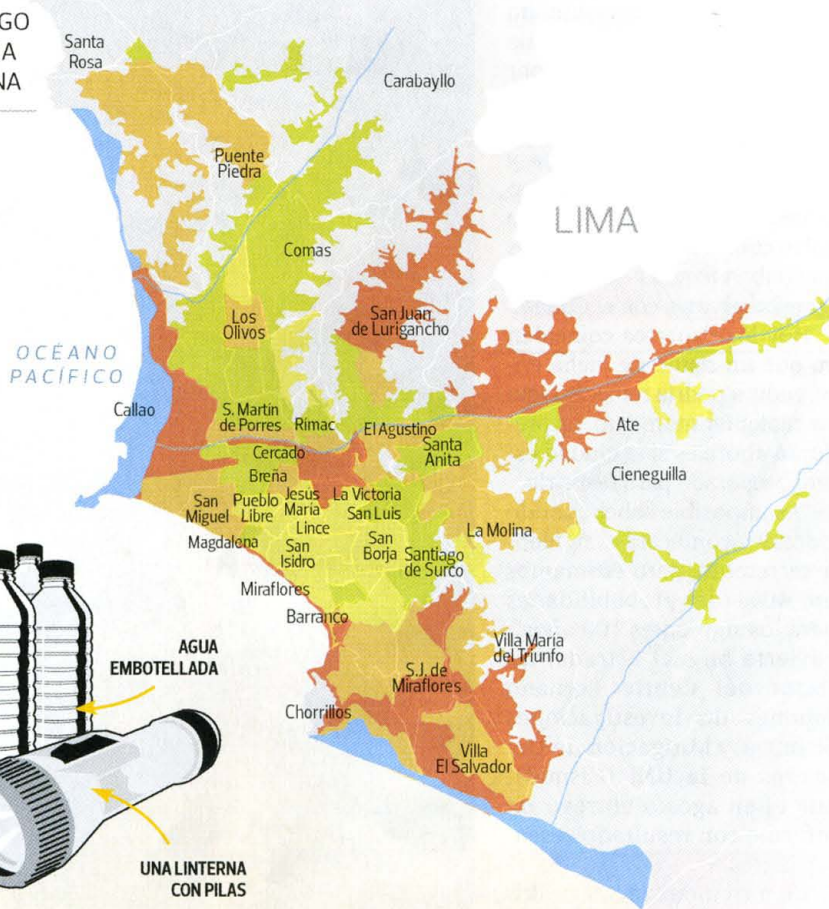 GO
A
NA
Santa
Rosa
Carabayllo
Puente
Piedra
LIMA
Comas
Los
Olivos
San Juan
de Lurigancho
OCÉANO
PACÍFICO
Callao
S. Martín
de Porres
Rímac
El Agustino
Ate
Santa
Anita
Cercado
Cieneguilla
Breña
San
Miguel
Pueblo
Libre
Jesús
María
La Victoria
San Luis
Lince
La Molina
Magdalena
San
Isidro
San
Borja
Santiago
de Surco
Miraflores
Barranco
Villa María
del Triunfo
AGUA
EMBOTELLADA
S.J. de
Miraflores
Chorrillos
Villa
El Salvador
UNA LINTERNA
CON PILAS